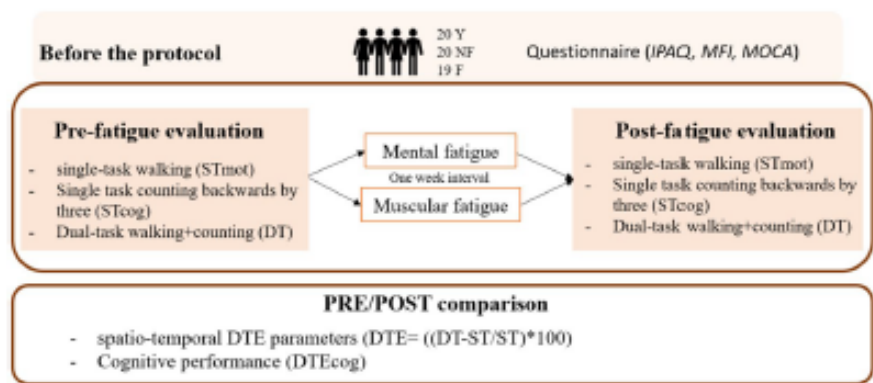 Before the protocol
20 Y
20 NF
19 F
Questionnaire (IPAQ, MFI, MOCA)
Pre-fatigue evaluation
- single-task walking (STmot)
- Single task counting backwards by
three (STcog)
- Dual-task walking+counting (DT)
Mental fatigue
One week interval
Muscular fatigue
Post-fatigue evaluation
- single-task walking (STmot)
- Single task counting backwards by
three (STcog)
- Dual-task walking+counting (DT)
PRE/POST comparison
- spatio-temporal DTE parameters (DTE= ((DT-ST/ST)*100)
- Cognitive performance (DTEcog)